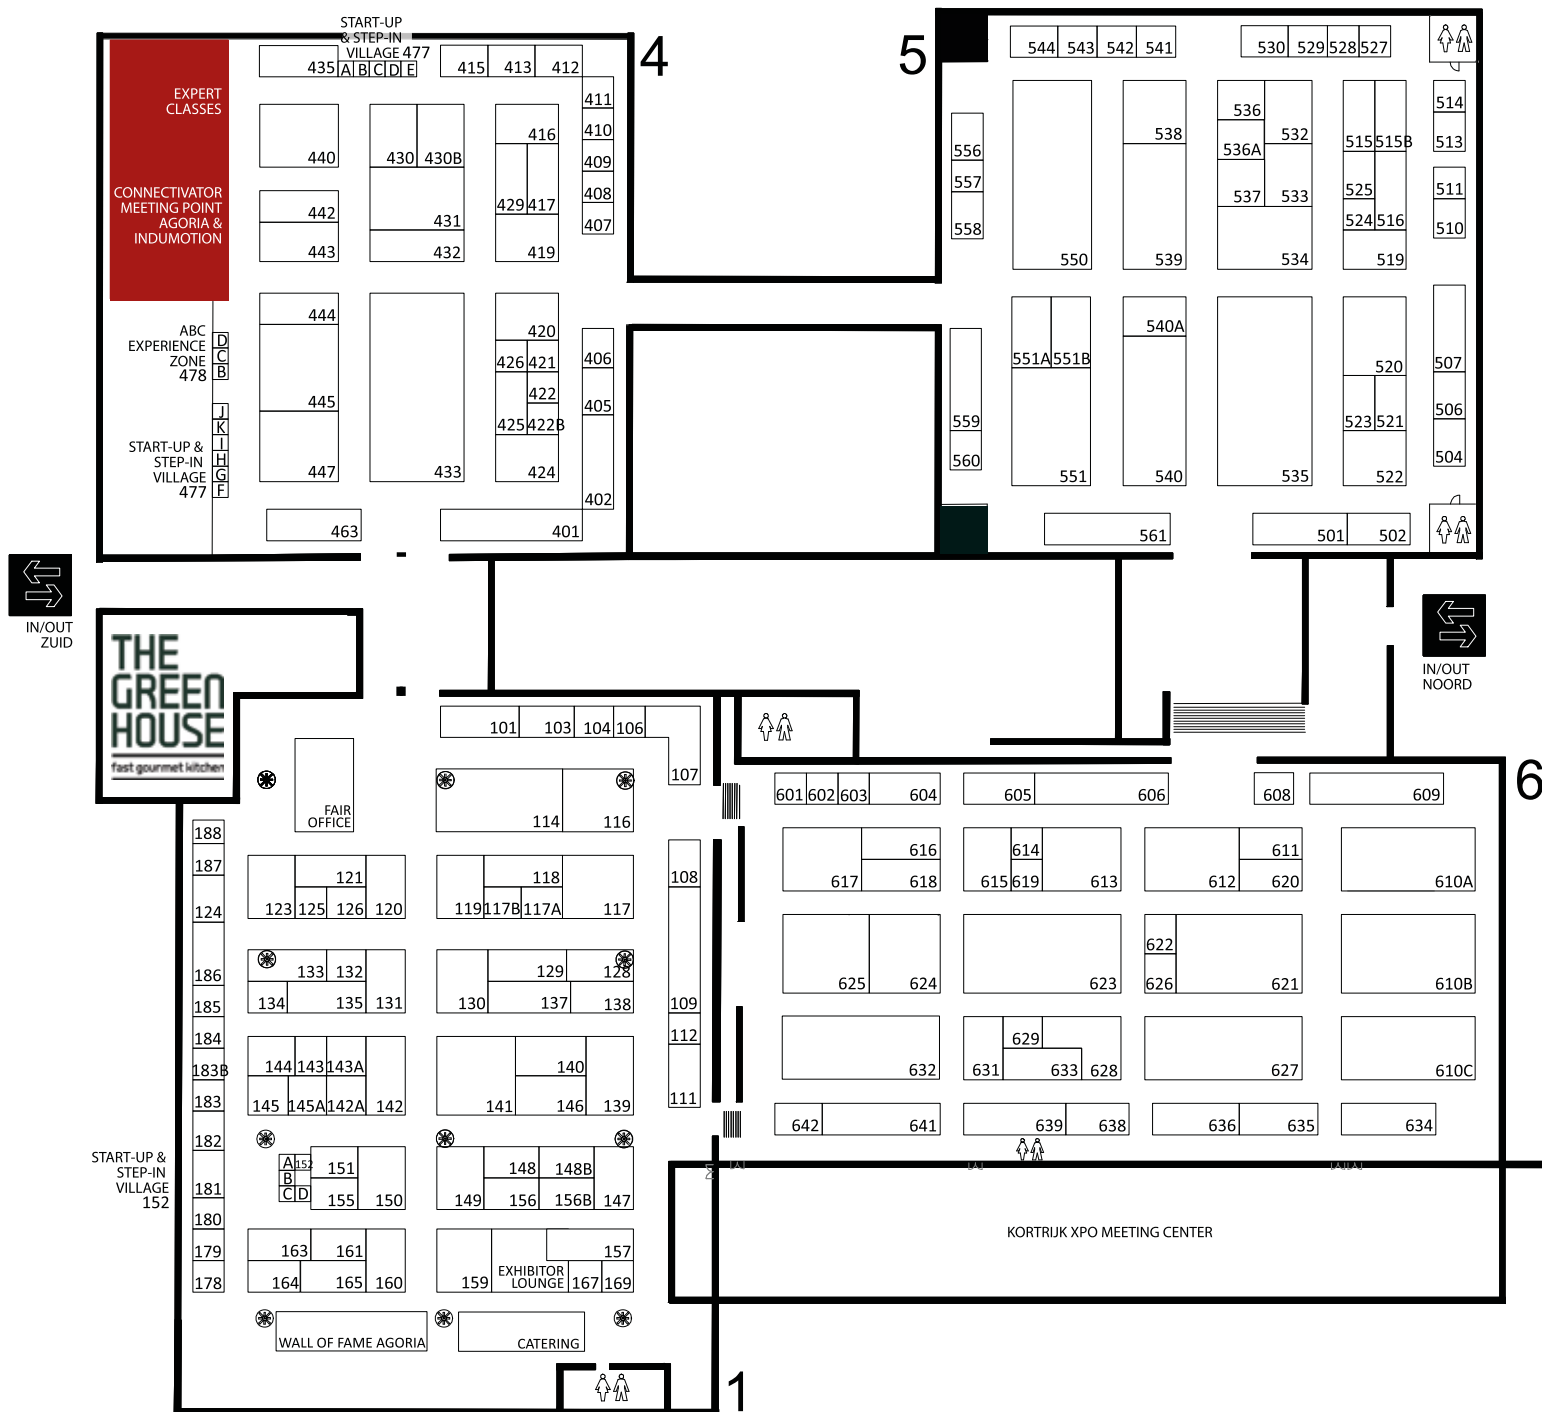 START-UP
& STEP-IN
VILLAGE 477
435 A B C D E 415 413 412
4
EXPERT
CLASSES
411
440 430 430B 416 410
409
408
CONNECTIVATOR
MEETING POINT
AGORIA &
INDUMOTION
442 431 429 417 407
443 432 419
ABC
EXPERIENCE
ZONE
478
D
C
B
444 420 406
426 421
422
445 425 422B 405
START-UP &
STEP-IN
VILLAGE
477
J
K
I
H
G
F
447 433 424
402
463 401
5
544 543 542 541 530 529 528 527
514
536 532 515 515B 513
556 538 536A
557 511
558 537 533 525
524 516 510
550 539 534 519
540A
551A 551B 520 507
559 523 521 506
560 551 540 535 522 504
561 501 502
IN/OUT
ZUID
IN/OUT
NOORD
THE
GREEN
HOUSE
fast gourmet kitchen
101 103 104 106
107
FAIR
OFFICE
114 116
188
187 121 118 108
124 123 125 126 120 119 117B 117A 117
186 133 132 129 128
185 134 135 131 130 137 138 109
184 112
183B 144 143 143A 140
183 145 145A 142A 142 141 146 139 111
182
START-UP &
STEP-IN
VILLAGE
152
A 152
B
C D
151 148 148B
181 155 150 149 156 156B 147
180
179 163 161 157
178 164 165 160 159 EXHIBITOR
LOUNGE 167 169
WALL OF FAME AGORIA CATERING
1
6
601 602 603 604 605 606 608 609
616 614 611
617 618 615 619 613 612 620 610A
622
625 624 623 626 621 610B
629
632 631 633 628 627 610C
642 641 639 638 636 635 634
KORTRIJK XPO MEETING CENTER